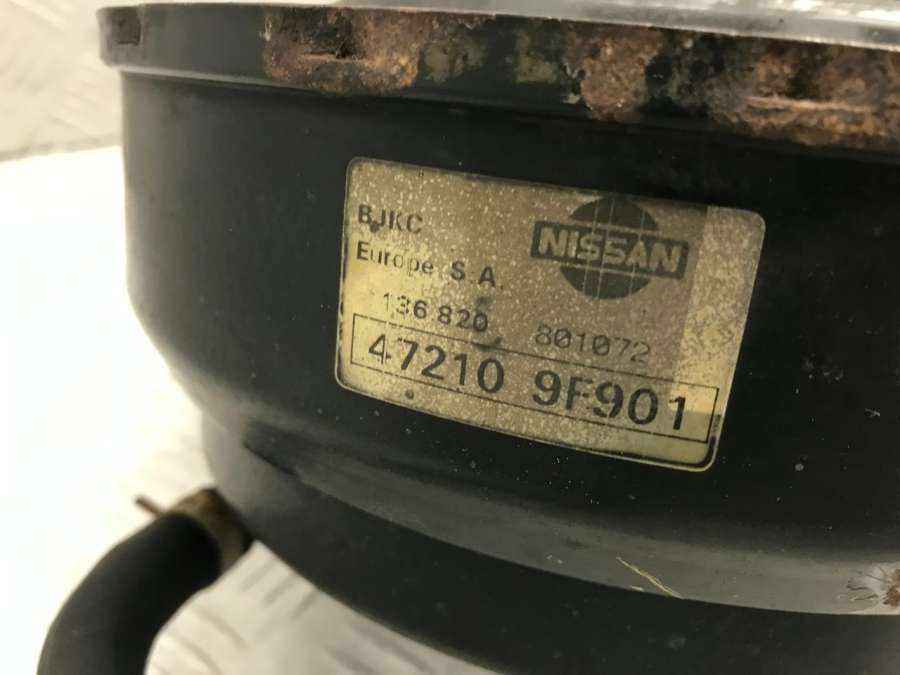 BJKC
NISSAN
Europe S.A.
136 820
801072
47210 9F901